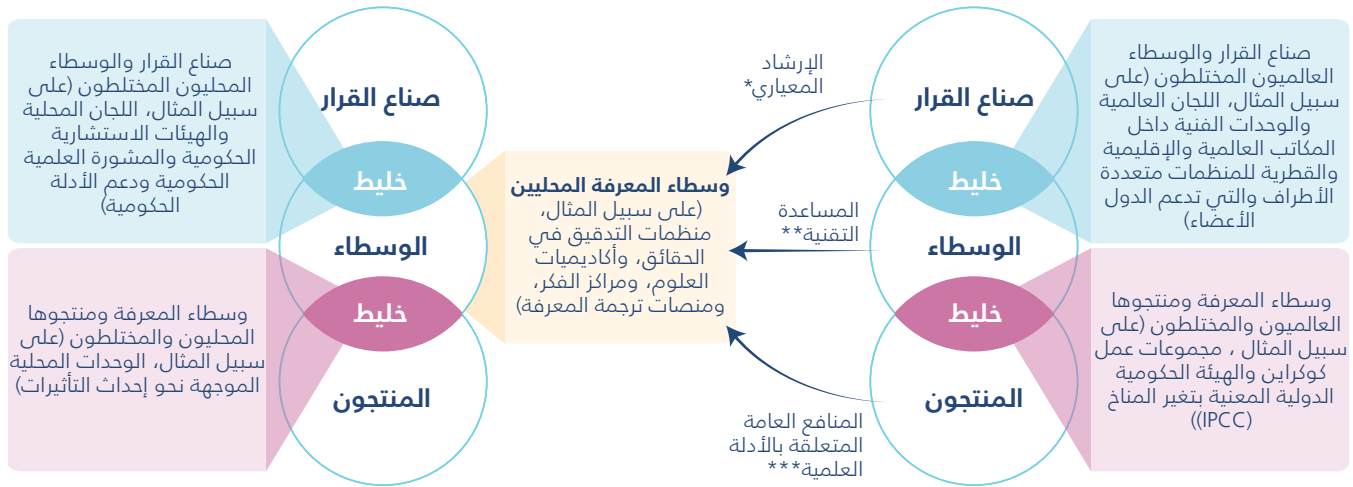 صناع القرار والوسطاء
العالميون المختلطون (على
سبيل المثال، اللجان العالمية
والوحدات الفنية داخل
المكاتب العالمية والإقليمية
والقطرية للمنظمات متعددة
الأطراف والتي تدعم الدول
الأعضاء)
وسطاء المعرفة ومنتجوها
العالميون والمختلطون (على
سبيل المثال ، مجموعات عمل
كوكراين والهيئة الحكومية
الدولية المعنية بتغير المناخ
(IPCC))
صناع القرار
خليط
الوسطاء
خليط
المنتجون
الإرشاد
المعياري*
المساعدة
التقنية**
المنافع العامة
المتعلقة بالأدلة
العلمية***
وسطاء المعرفة المحليين
(على سبيل المثال،
منظمات التدقيق في
الحقائق، وأكاديميات
العلوم، ومراكز الفكر،
ومنصات ترجمة المعرفة)
صناع القرار
خليط
الوسطاء
خليط
المنتجون
صناع القرار والوسطاء
المحليون المختلطون (على
سبيل المثال، اللجان المحلية
والهيئات الاستشارية
الحكومية والمشورة العلمية
الحكومية ودعم الأدلة
الحكومية)
وسطاء المعرفة ومنتجوها
المحليون والمختلطون (على
سبيل المثال، الوحدات المحلية
الموجهة نحو إحداث التأثيرات)